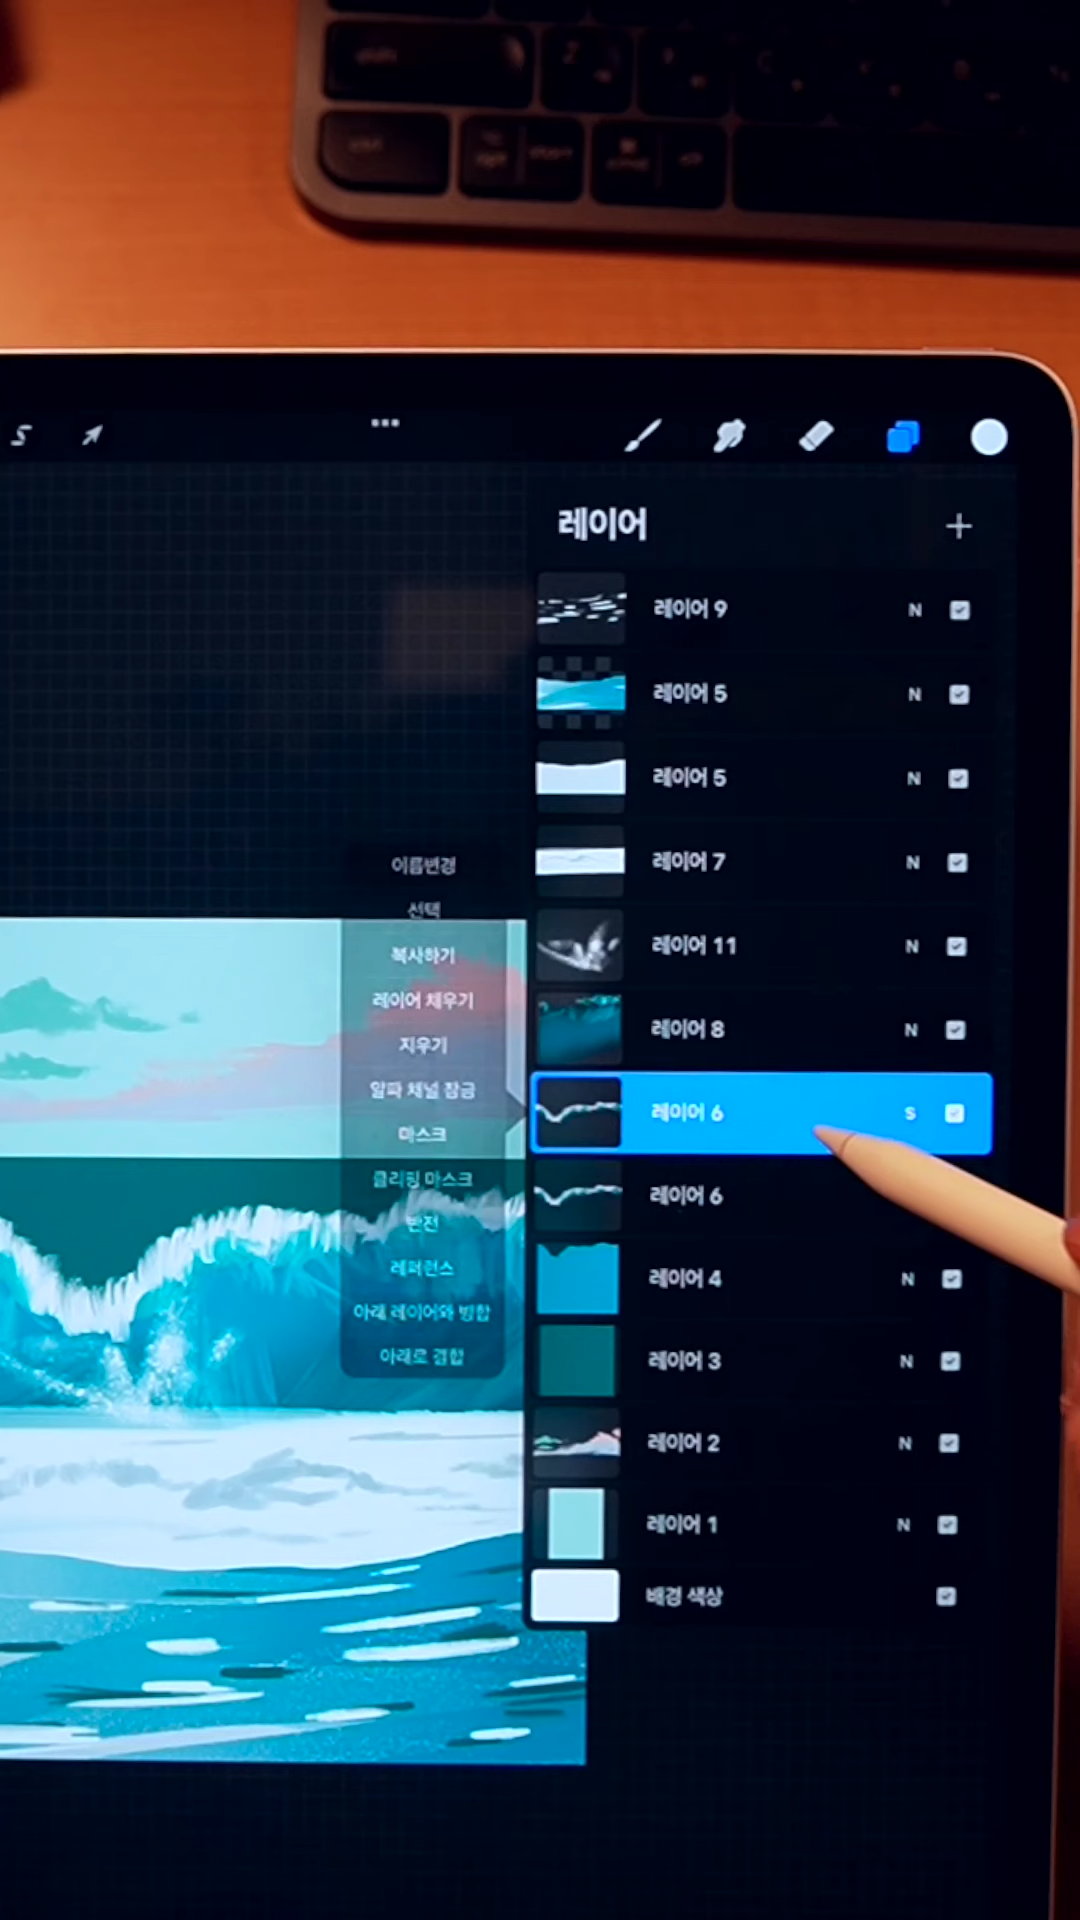 Z
레이어
레이어 9 N
레이어 5 N
레이어 5 N
레이어 7 N
레이어 11 N
레이어 8 N
레이어 6 S
레이어 6
레이어 4 N
레이어 3 N
레이어 2 N
레이어 1 N
배경 색상
이름변경
선택
복사하기
레이어 채우기
지우기
알파 채널 잠금
마스크
클리핑 마스크
반전
레퍼런스
아래 레이어와 병합
아래로 결합